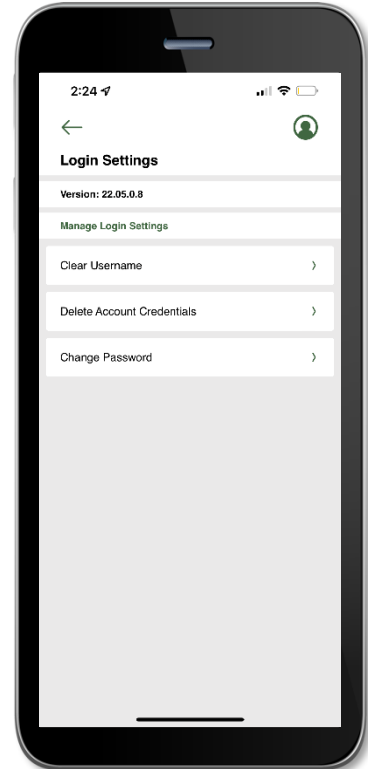 2:24
Login Settings
Version: 22.05.0.8
Manage Login Settings
Clear Username
Delete Account Credentials
Change Password